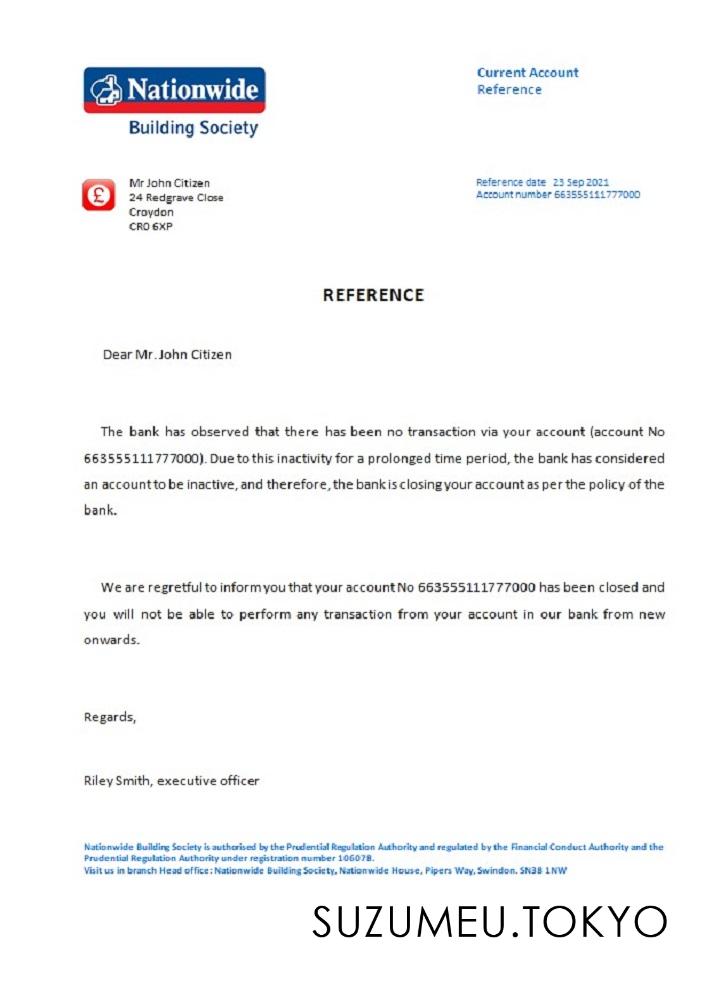 Nationwide
Building Society
Current Account
Reference
Mr John Citizen
24 Redgrave Close
Croydon
CR0 6XP
Reference date 23 Sep 2021
Account number 663555111777000
REFERENCE
Dear Mr. John Citizen
The bank has observed that there has been no transaction via your account (account No
663555111777000). Due to this inactivity for a prolonged time period, the bank has considered
an account to be inactive, and therefore, the bank is closing your account as per the policy of the
bank.
We are regretful to inform you that your account No 663555111777000 has been closed and
you will not be able to perform any transaction from your account in our bank from new
onwards.
Regards,
Riley Smith, executive officer
Nationwide Building Society is authorised by the Prudential Regulation Authority and regulated by the Financial Conduct Authority and the
Prudential Regulation Authority under registration number 106078.
Visit us in branch Head office: Nationwide Building Society, Nationwide House, Pipers Way, Swindon. SN38 1NW
SUZUMEU.TOKYO